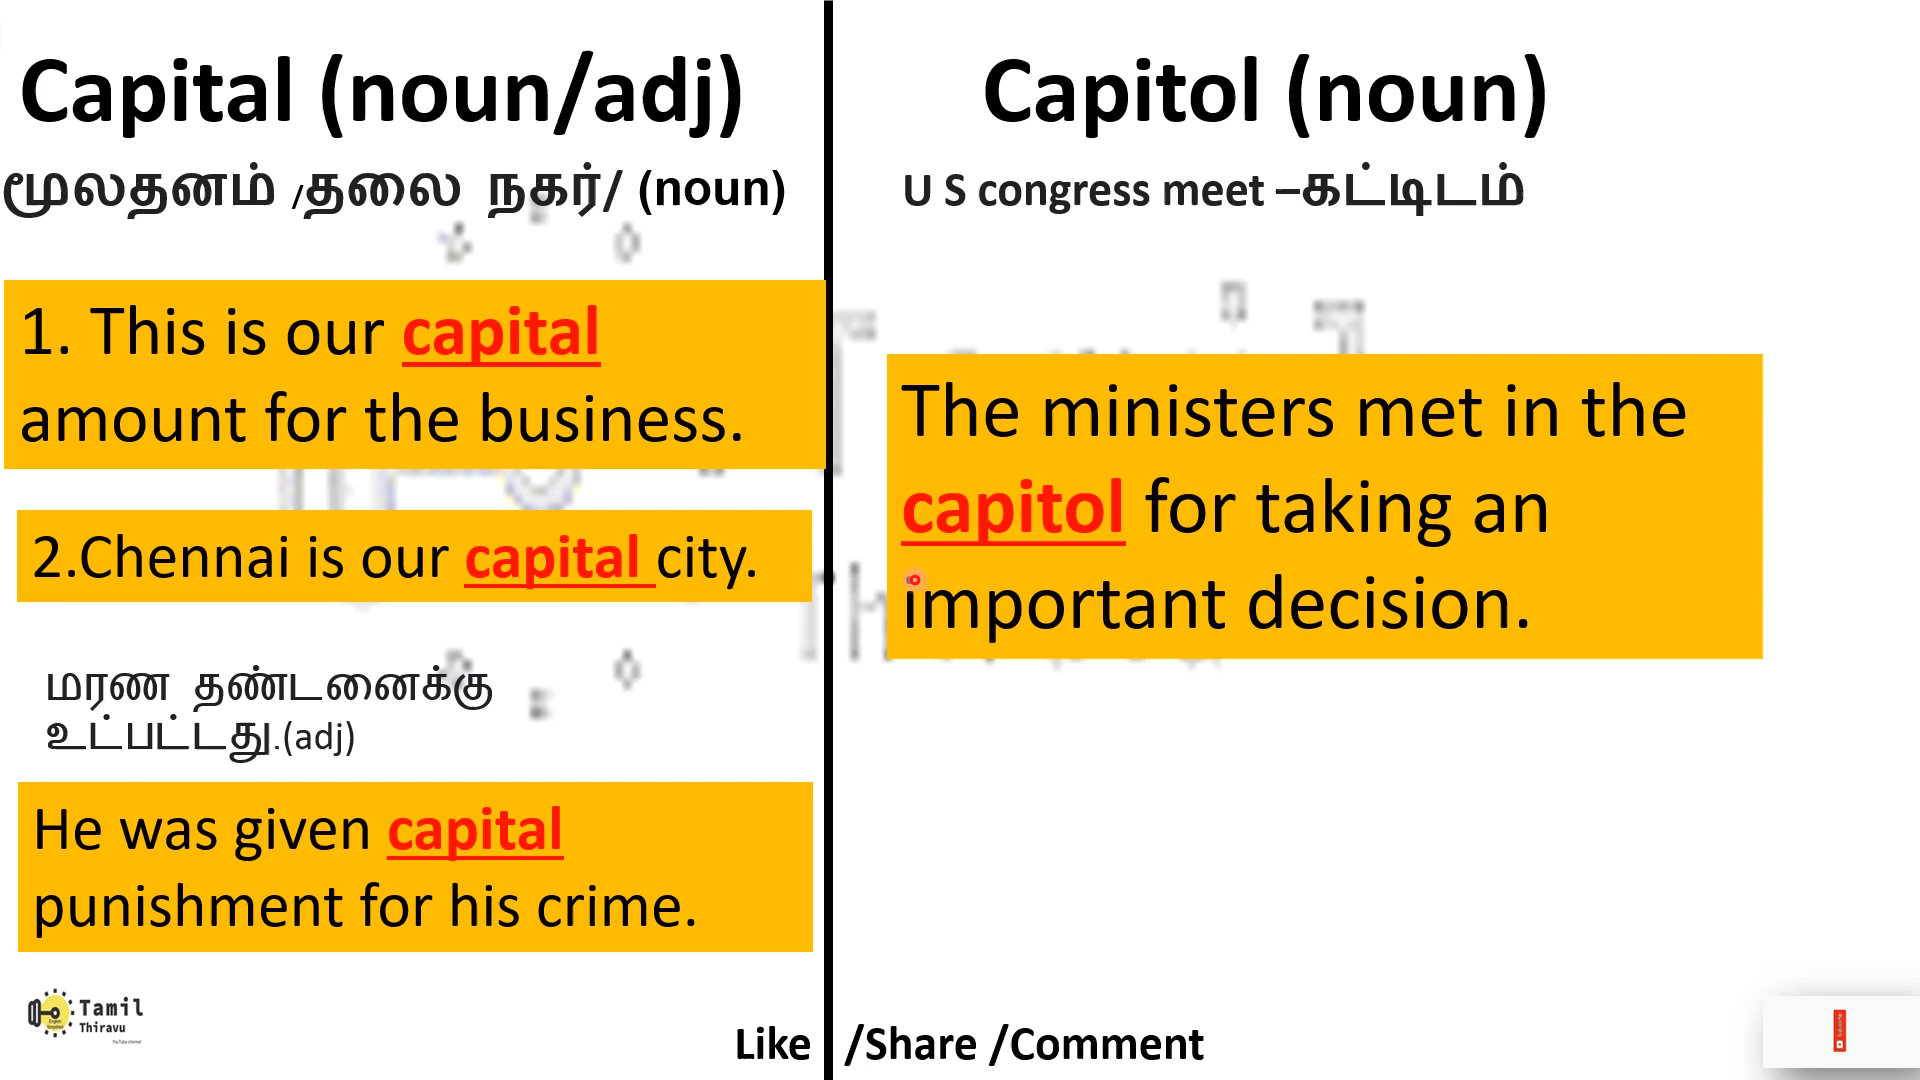 Capital (noun/adj)
மூலதனம் /தலை நகர்/ (noun)
1. This is our capital
amount for the business.
2.Chennai is our capital city.
மரண தண்டனைக்கு
உட்பட்டது.(adj)
He was given capital
punishment for his crime.
Capitol (noun)
U S congress meet –கட்டிடம்
The ministers met in the
capitol for taking an
important decision.
Tamil
Thiravu
YouTube channel
Like /Share /Comment
Subscribe